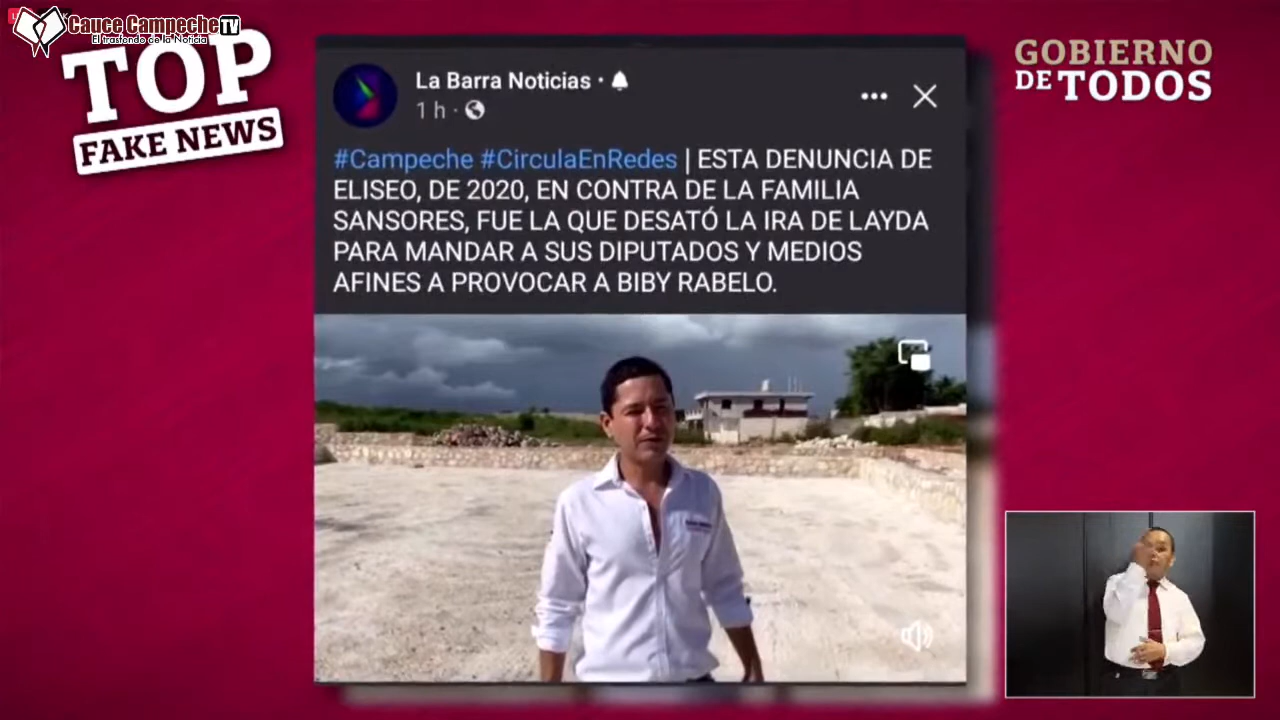 Cauce Campeche TV
El trasfondo de la Noticia
TOP
FAKE NEWS
GOBIERNO
DE TODOS
La Barra Noticias ·
1 h ·
#Campeche #CirculaEnRedes | ESTA DENUNCIA DE
ELISEO, DE 2020, EN CONTRA DE LA FAMILIA
SANSORES, FUE LA QUE DESATÓ LA IRA DE LAYDA
PARA MANDAR A SUS DIPUTADOS Y MEDIOS
AFINES A PROVOCAR A BIBY RABELO.